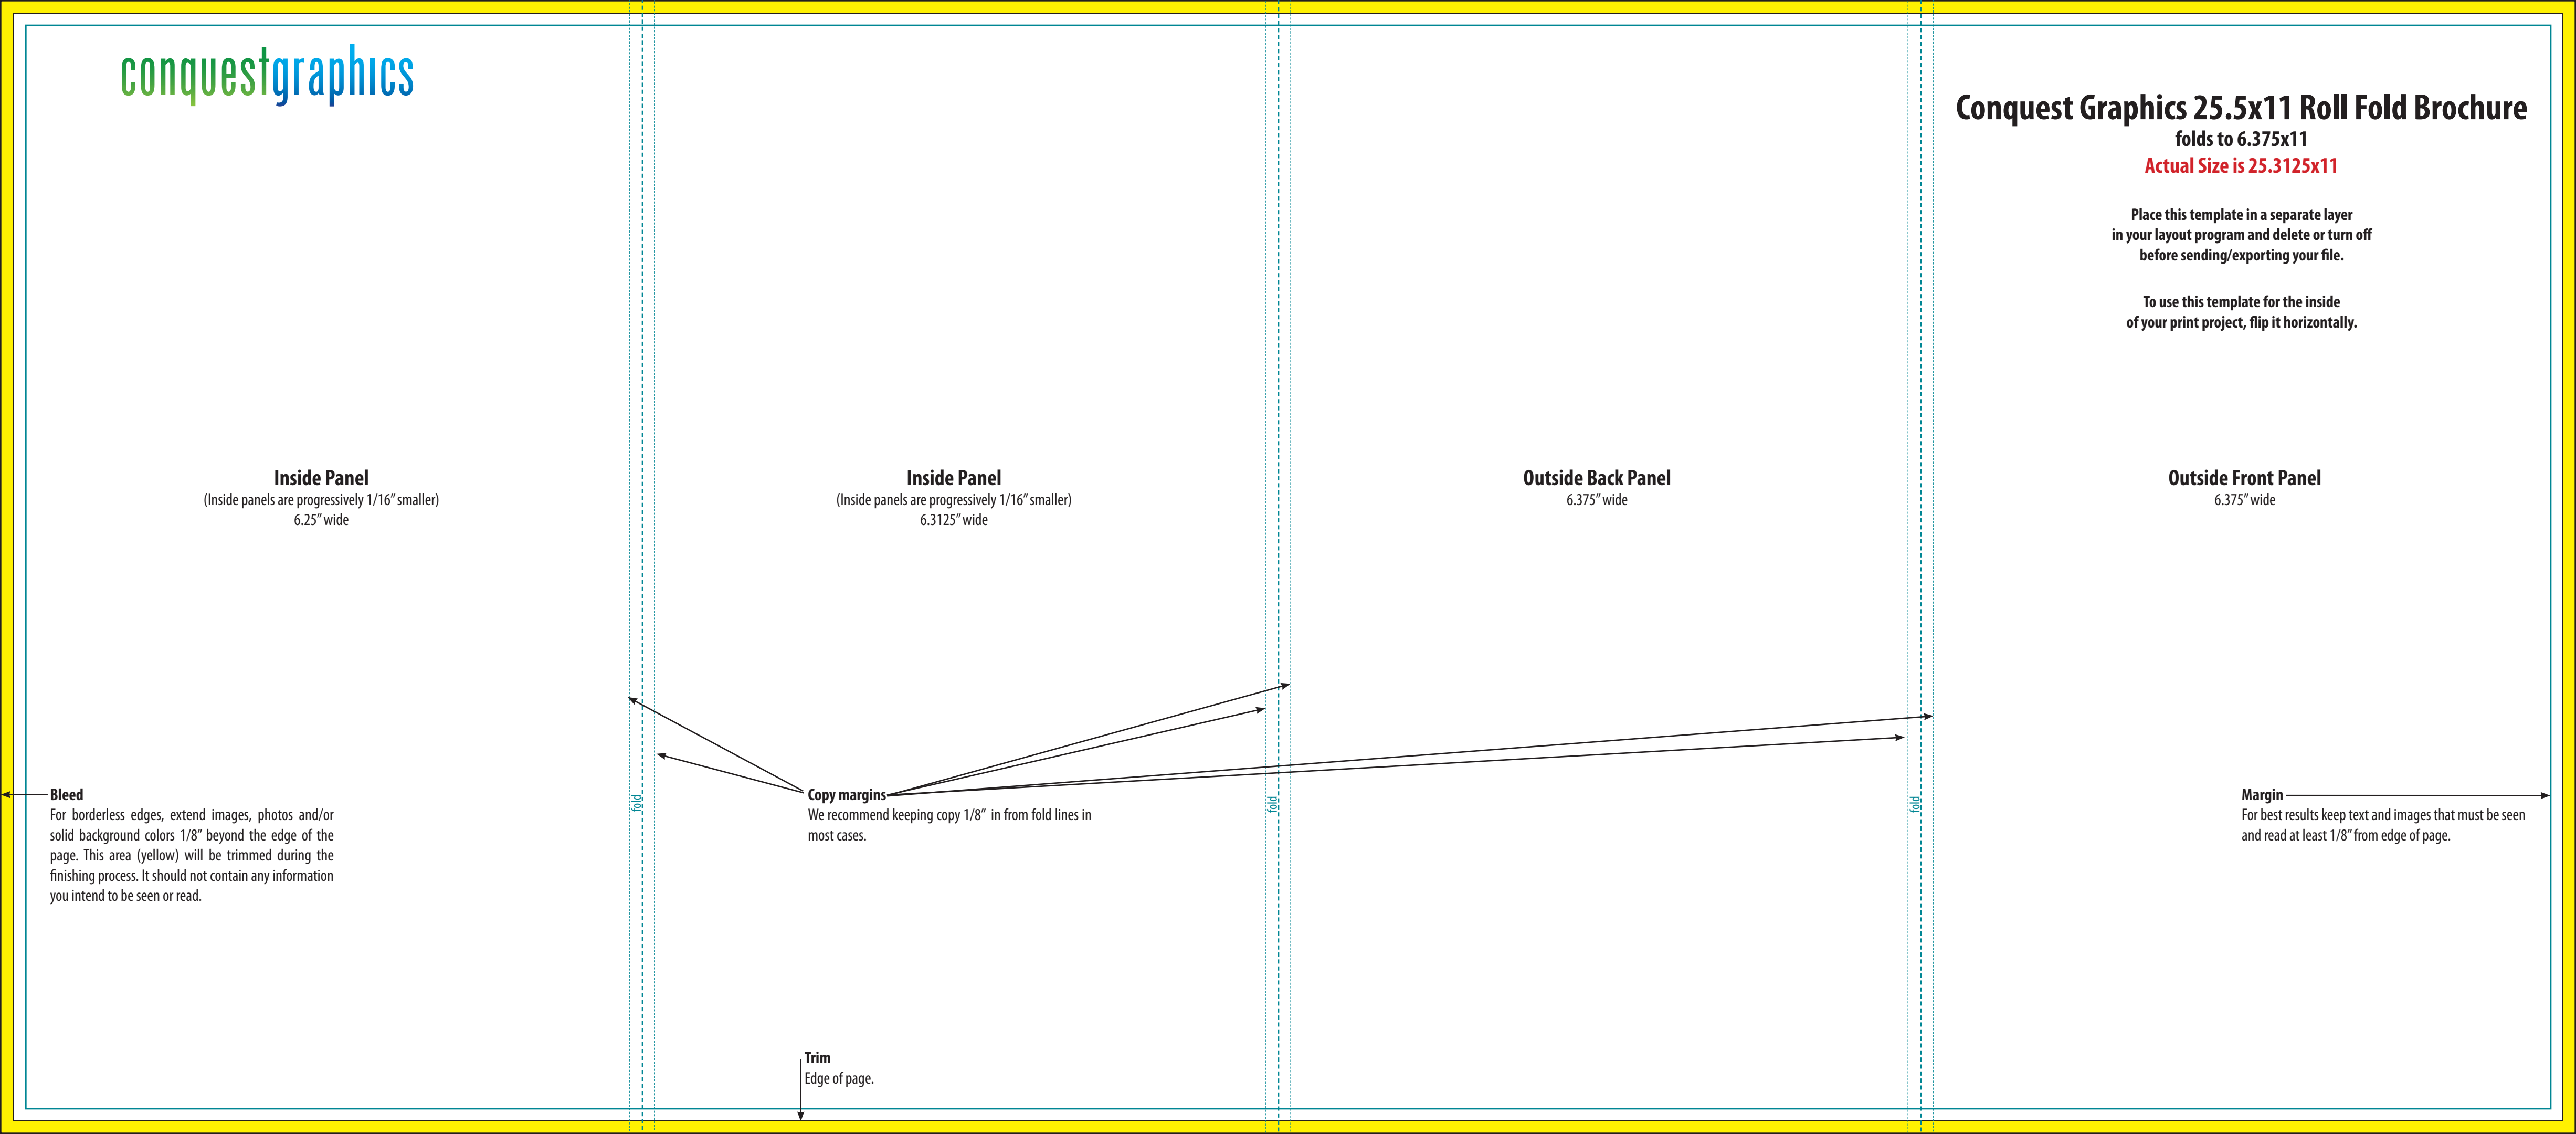 conquestgraphics
Conquest Graphics 25.5x11 Roll Fold Brochure
folds to 6.375x11
Actual Size is 25.3125x11
Place this template in a separate layer
in your layout program and delete or turn off
before sending/exporting your file.
To use this template for the inside
of your print project, flip it horizontally.
Inside Panel
(Inside panels are progressively 1/16” smaller)
6.25” wide
Inside Panel
(Inside panels are progressively 1/16” smaller)
6.3125” wide
Outside Back Panel
6.375” wide
Outside Front Panel
6.375” wide
Bleed
For borderless edges, extend images, photos and/or
solid background colors 1/8” beyond the edge of the
page. This area (yellow) will be trimmed during the
finishing process. It should not contain any information
you intend to be seen or read.
fold
Copy margins
We recommend keeping copy 1/8” in from fold lines in
most cases.
fold
fold
Margin
For best results keep text and images that must be seen
and read at least 1/8” from edge of page.
Trim
Edge of page.